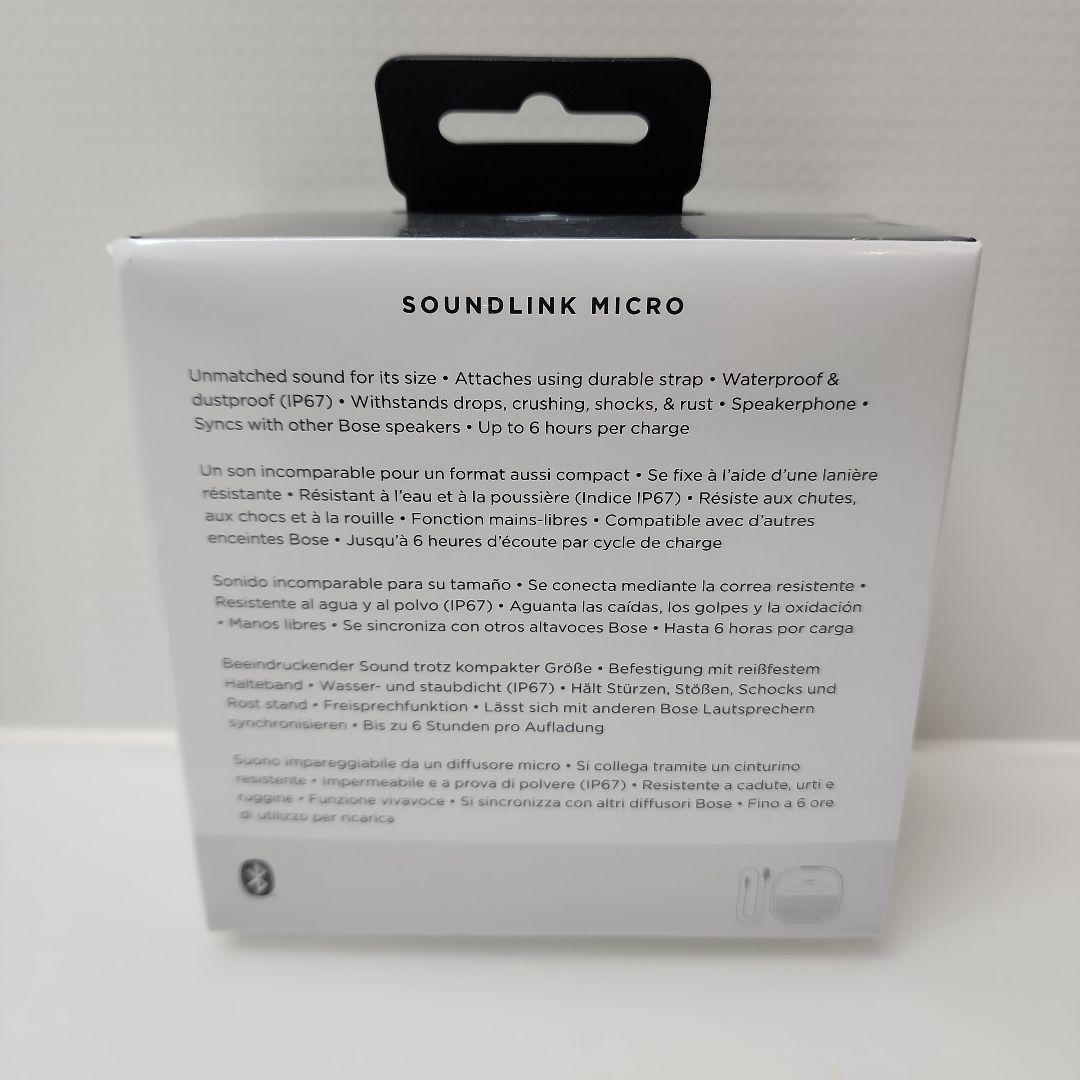 SOUNDLINK MICRO
Unmatched sound for its size • Attaches using durable strap • Waterproof &
dustproof (IP67) • Withstands drops, crushing, shocks, & rust • Speakerphone •
Syncs with other Bose speakers • Up to 6 hours per charge
Un son incomparable pour un format aussi compact • Se fixe à l'aide d'une lanière
résistante • Résistant à l'eau et à la poussière (Indice IP67) • Résiste aux chutes,
aux chocs et à la rouille • Fonction mains-libres • Compatible avec d'autres
enceintes Bose • Jusqu'à 6 heures d'écoute par cycle de charge
Sonido incomparable para su tamaño • Se conecta mediante la correa resistente •
Resistente al agua y al polvo (IP67) • Aguanta las caídas, los golpes y la oxidación
• Manos libres • Se sincroniza con otros altavoces Bose • Hasta 6 horas por carga
Beeindruckender Sound trotz kompakter Größe • Befestigung mit reißfestem
Halteband • Wasser- und staubdicht (IP67) • Hält Stürzen, Stößen, Schocks und
Rost stand • Freisprechfunktion • Lässt sich mit anderen Bose Lautsprechern
synchronisieren • Bis zu 6 Stunden pro Aufladung
Suono impareggiabile da un diffusore micro • Si collega tramite un cinturino
resistente • Impermeabile e a prova di polvere (IP67) • Resistente a cadute, urti e
ruggine • Funzione vivavoce • Si sincronizza con altri diffusori Bose • Fino a 6 ore
di utilizzo per ricarica